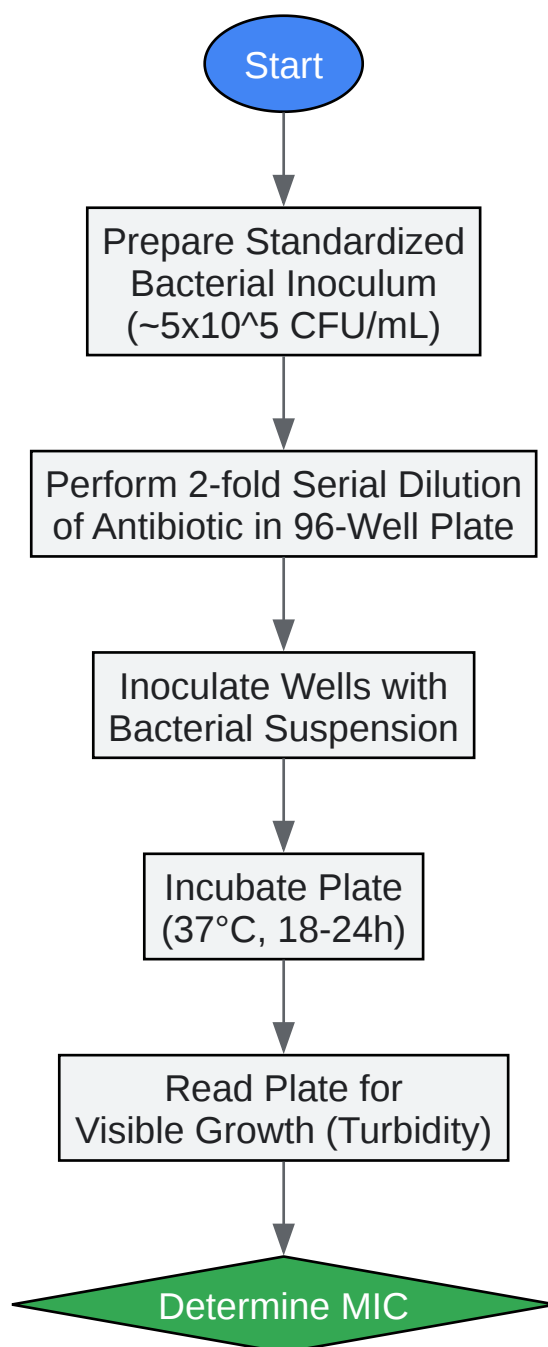 Start
Prepare Standardized
Bacterial Inoculum
(~5x10^5 CFU/mL)
Perform 2-fold Serial Dilution
of Antibiotic in 96-Well Plate
Inoculate Wells with
Bacterial Suspension
Incubate Plate
(37°C, 18-24h)
Read Plate for
Visible Growth (Turbidity)
Determine MIC